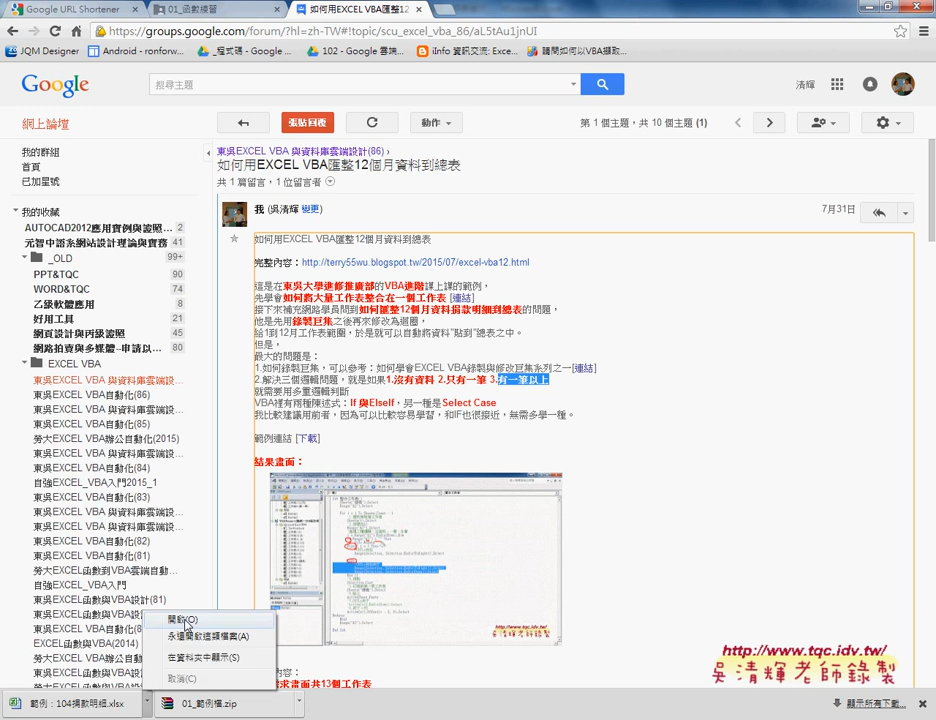 Google URL Shortener
01_函數練習
如何用EXCEL VBA匯整12
https://groups.google.com/forum/?hl=zh-TW#!topic/scu_excel_vba_86/aL5tAu1jnUI
JQM Designer
Android - ronforw...
_程式碼 - Google ...
102 - Google 雲端...
iInfo 資訊交流: Exce...
請問如何以VBA擷取...
Google
搜尋主題
清輝
網上論壇
張貼回覆
動作
第 1 個主題，共 10 個主題 (1)
我的群組
首頁
已加星號
我的收藏
AUTOCAD2012應用實例與證照... 2
元智中語系網站設計理論與實務 41
_OLD 99+
PPT&TQC 90
WORD&TQC 74
乙級軟體應用 8
好用工具 21
網頁設計與丙級證照 45
網路拍賣與多媒體--申請以... 80
EXCEL VBA
東吳EXCEL VBA 與資料庫雲端設...
東吳EXCEL VBA自動化(86)
東吳EXCEL VBA自動化(85)
勞大EXCEL VBA辦公自動化(2015)
東吳EXCEL VBA自動化(84)
自強EXCEL_VBA入門2015_1
東吳EXCEL VBA自動化(83)
東吳EXCEL VBA 與資料庫雲端設...
東吳EXCEL VBA自動化(82)
東吳EXCEL VBA自動化(81)
勞大EXCEL函數到VBA雲端自動...
自強EXCEL_VBA入門
東吳EXCEL函數與VBA設計(81)
東吳EXCEL函數與VBA設
東吳EXCEL VBA自動化(8
EXCEL函數與VBA(2014)
勞大EXCEL VBA辦公自動
東吳EXCEL VBA 與資料庫雲端設計(86) ›
如何用EXCEL VBA匯整12個月資料到總表
共 1 篇留言，1 位留言者
我 (吳清輝 變更)
7月31日
如何用EXCEL VBA匯整12個月資料到總表
完整內容：http://terry55wu.blogspot.tw/2015/07/excel-vba12.html
這是在東吳大學進修推廣部的VBA進階課上課的範例，
先學會如何將大量工作表整合在一個工作表 [連結]
接下來補充網路學員問到如何匯整12個月資料捐款明細到總表的問題，
他是先用錄製巨集之後再來修改為迴圈，
給1到12月工作表範圍，於是就可以自動將資料"貼到"總表之中。
但是，
最大的問題是：
1.如何錄製巨集，可以參考：如何學會EXCEL VBA錄製與修改巨集系列之一[連結]
2.解決三個邏輯問題，就是如果1.沒有資料 2.只有一筆 3.有一筆以上
就需要用多重邏輯判斷
VBA裡有兩種陳述式：If 與ElseIf，另一種是Select Case
我比較建議用前者，因為可以比較容易學習，和IF也很接近，無需多學一種。
範例連結 [下載]
結果畫面：
http://www.tqc.idv.tw/
吳清輝老師錄製
開啟(O)
永遠開啟這類檔案(A)
在資料夾中顯示(S)
取消(C)
範例：104捐款明細.xlsx
01_範例檔.zip
顯示所有下載...